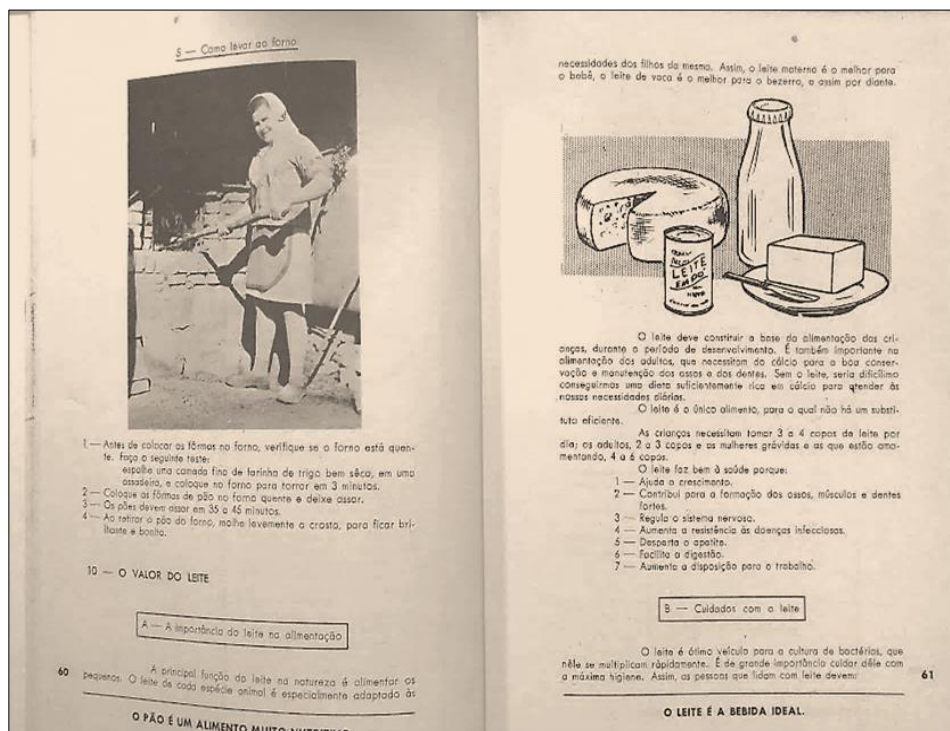 5 — Como levar ao forno
1 — Antes de colocar as fôrmas no forno, verifique se o forno está quen-
te. Faça o seguinte teste:
espalhe uma camada fina de farinha de trigo bem sêca, em uma
assadeira, e coloque no forno para torrar em 3 minutos.
2 — Coloque as fôrmas de pão no forno quente e deixe assar.
3 — Os pães devem assar em 35 a 45 minutos.
4 — Ao retirar o pão do forno, molhe levemente a crosta, para ficar bri-
lhante e bonita.
10 — O VALOR DO LEITE
A — A importância do leite na alimentação
A principal função do leite na natureza é alimentar os
pequenos. O leite de cada espécie animal é especialmente adaptado às
60
O PÃO É UM ALIMENTO MUITO NUTRITIVO
necessidades dos filhos da mesma. Assim, o leite materno é o melhor para
o bebê, o leite de vaca é o melhor para o bezerro, e assim por diante.
LEITE
EM PÓ
O leite deve constituir a base da alimentação das cri-
anças, durante o período de desenvolvimento. É também importante na
alimentação dos adultos, que necessitam do cálcio para a boa conser-
vação e manutenção dos ossos e dos dentes. Sem o leite, seria dificílimo
conseguirmos uma dieta suficientemente rica em cálcio para atender às
nossas necessidades diárias.
O leite é o único alimento, para o qual não há um substi-
tuto eficiente.
As crianças necessitam tomar 3 a 4 copos de leite por
dia; os adultos, 2 a 3 copos e as mulheres grávidas e as que estão ama-
mentando, 4 a 6 copos.
O leite faz bem à saúde porque:
1 — Ajuda o crescimento.
2 — Contribui para a formação dos ossos, músculos e dentes
fortes.
3 — Regula o sistema nervoso.
4 — Aumenta a resistência às doenças infecciosas.
5 — Desperta o apetite.
6 — Facilita a digestão.
7 — Aumenta a disposição para o trabalho.
B — Cuidados com o leite
O leite é ótimo veículo para a cultura de bactérias, que
nêle se multiplicam rápidamente. É de grande importância cuidar dêle com
a máxima higiene. Assim, as pessoas que lidam com leite devem:
61
O LEITE É A BEBIDA IDEAL.